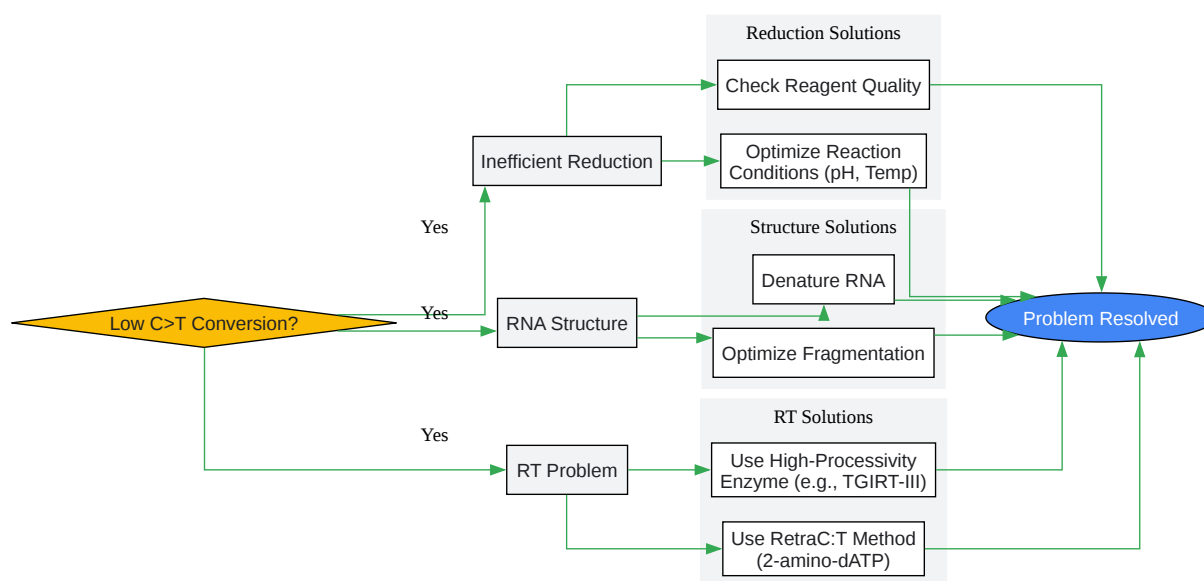 Reduction Solutions
Check Reagent Quality
Inefficient Reduction
Optimize Reaction
Conditions (pH, Temp)
Yes
Structure Solutions
Denature RNA
Low C>T Conversion?
Yes
RNA Structure
Problem Resolved
Optimize Fragmentation
Yes
RT Solutions
RT Problem
Use High-Processivity
Enzyme (e.g., TGIRT-III)
Use RetraC:T Method
(2-amino-dATP)